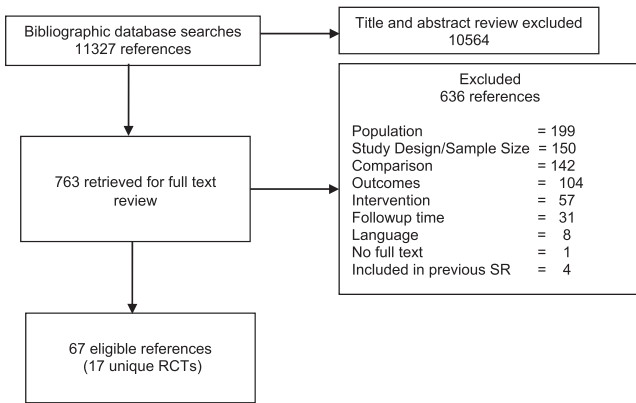 Bibliographic database searches
11327 references
Title and abstract review excluded
10564
763 retrieved for full text
review
Excluded
636 references
Population = 199
Study Design/Sample Size = 150
Comparison = 142
Outcomes = 104
Intervention = 57
Followup time = 31
Language = 8
No full text = 1
Included in previous SR = 4
67 eligible references
(17 unique RCTs)